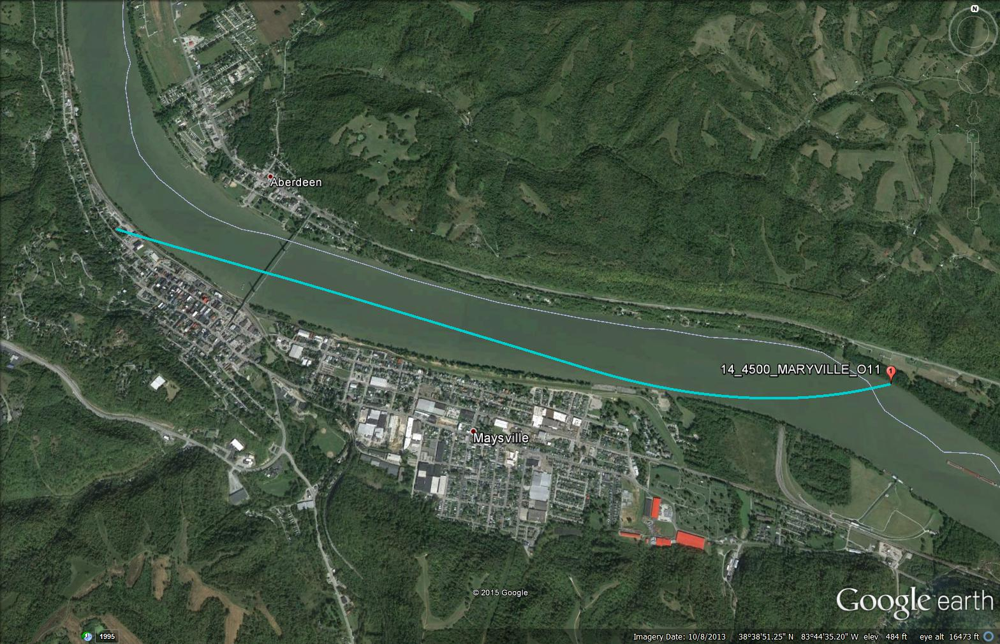 N
Aberdeen
14_4500_MARYVILLE_O11
1
Maysville
© 2015 Google
Google earth
1995
Imagery Date: 10/8/2013 38°38'51.25" N 83°44'35.20" W elev 484 ft eye alt 16473 ft